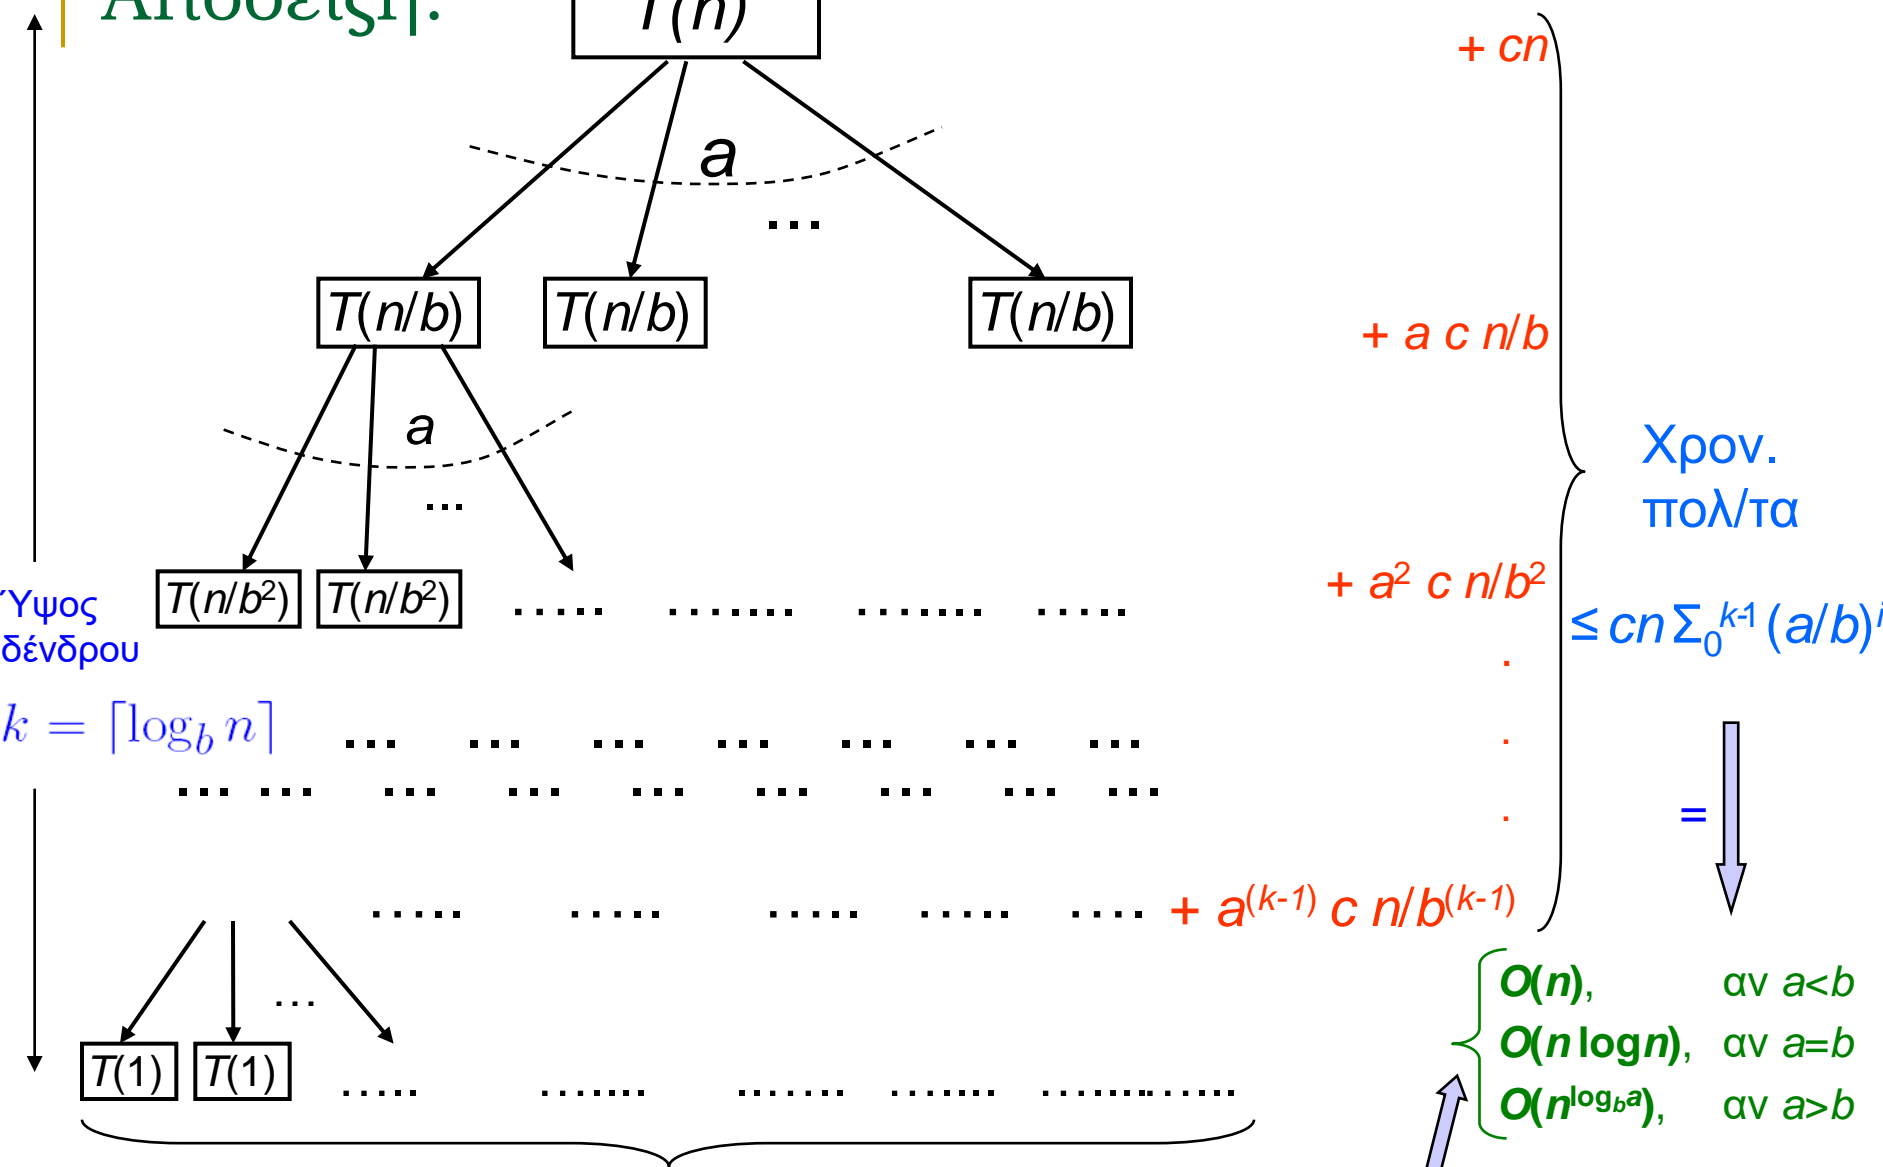 Απόδειξη:
T(n)
+ cn
a
...
T(n/b) T(n/b) T(n/b)
+ a c n/b
a
...
Χρον.
πολ/τα
T(n/b²) T(n/b²) ..... ....... ....... .....
+ a² c n/b²
Ύψος
δένδρου
≤ cn Σ₀ᵏ⁻¹ (a/b)ⁱ
.
k = ⌈log_b n⌉
... ... ... ... ... ... ...
.
... ... ... ... ... ... ... ... ...
.
=
..... ..... ..... ..... ....
+ a^(k-1) c n/b^(k-1)
...
O(n), αν a<b
O(n logn), αν a=b
O(n^log_b a), αν a>b
T(1) T(1) ..... ....... ....... ....... .............